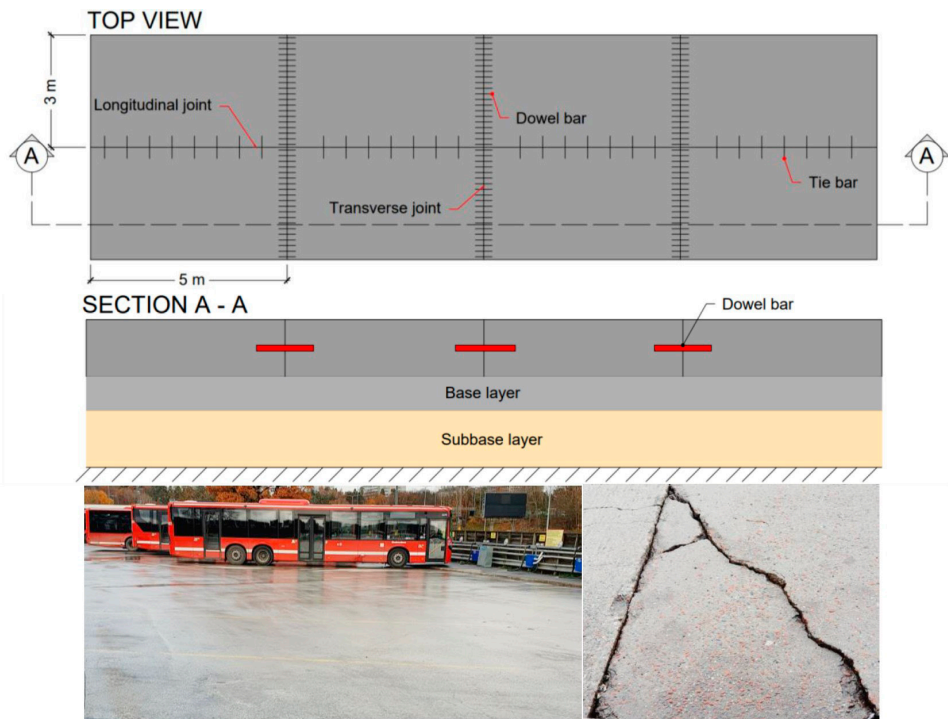 TOP VIEW
3 m
Longitudinal joint
Dowel bar
A
A
Transverse joint
Tie bar
5 m
SECTION A - A
Dowel bar
Base layer
Subbase layer